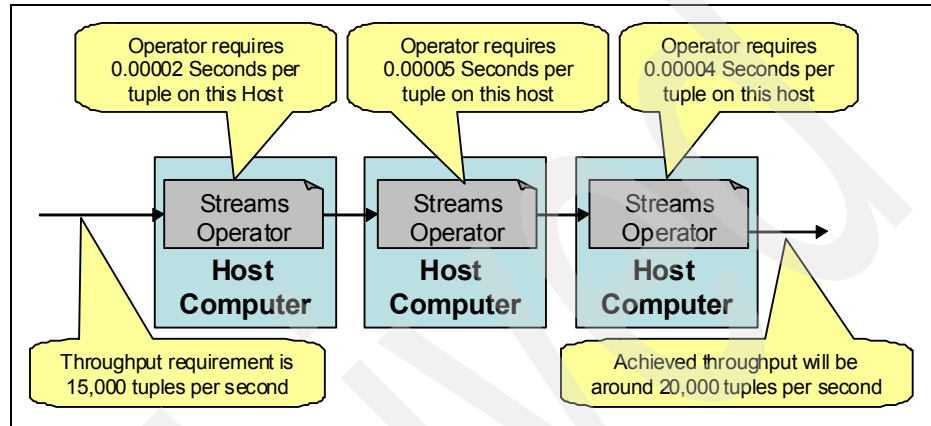 Operator requires
0.00002 Seconds per
tuple on this Host
Operator requires
0.00005 Seconds per
tuple on this host
Operator requires
0.00004 Seconds per
tuple on this host
Streams
Operator
Host
Computer
Streams
Operator
Host
Computer
Streams
Operator
Host
Computer
Throughput requirement is
15,000 tuples per second
Achieved throughput will be
around 20,000 tuples per second